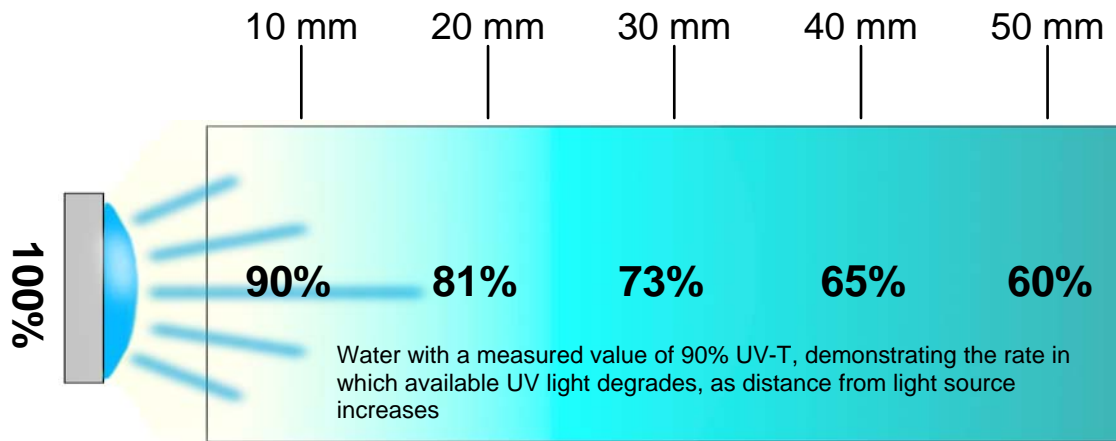 10 mm 20 mm 30 mm 40 mm 50 mm
100%
90% 81% 73% 65% 60%
Water with a measured value of 90% UV-T, demonstrating the rate in
which available UV light degrades, as distance from light source
increases